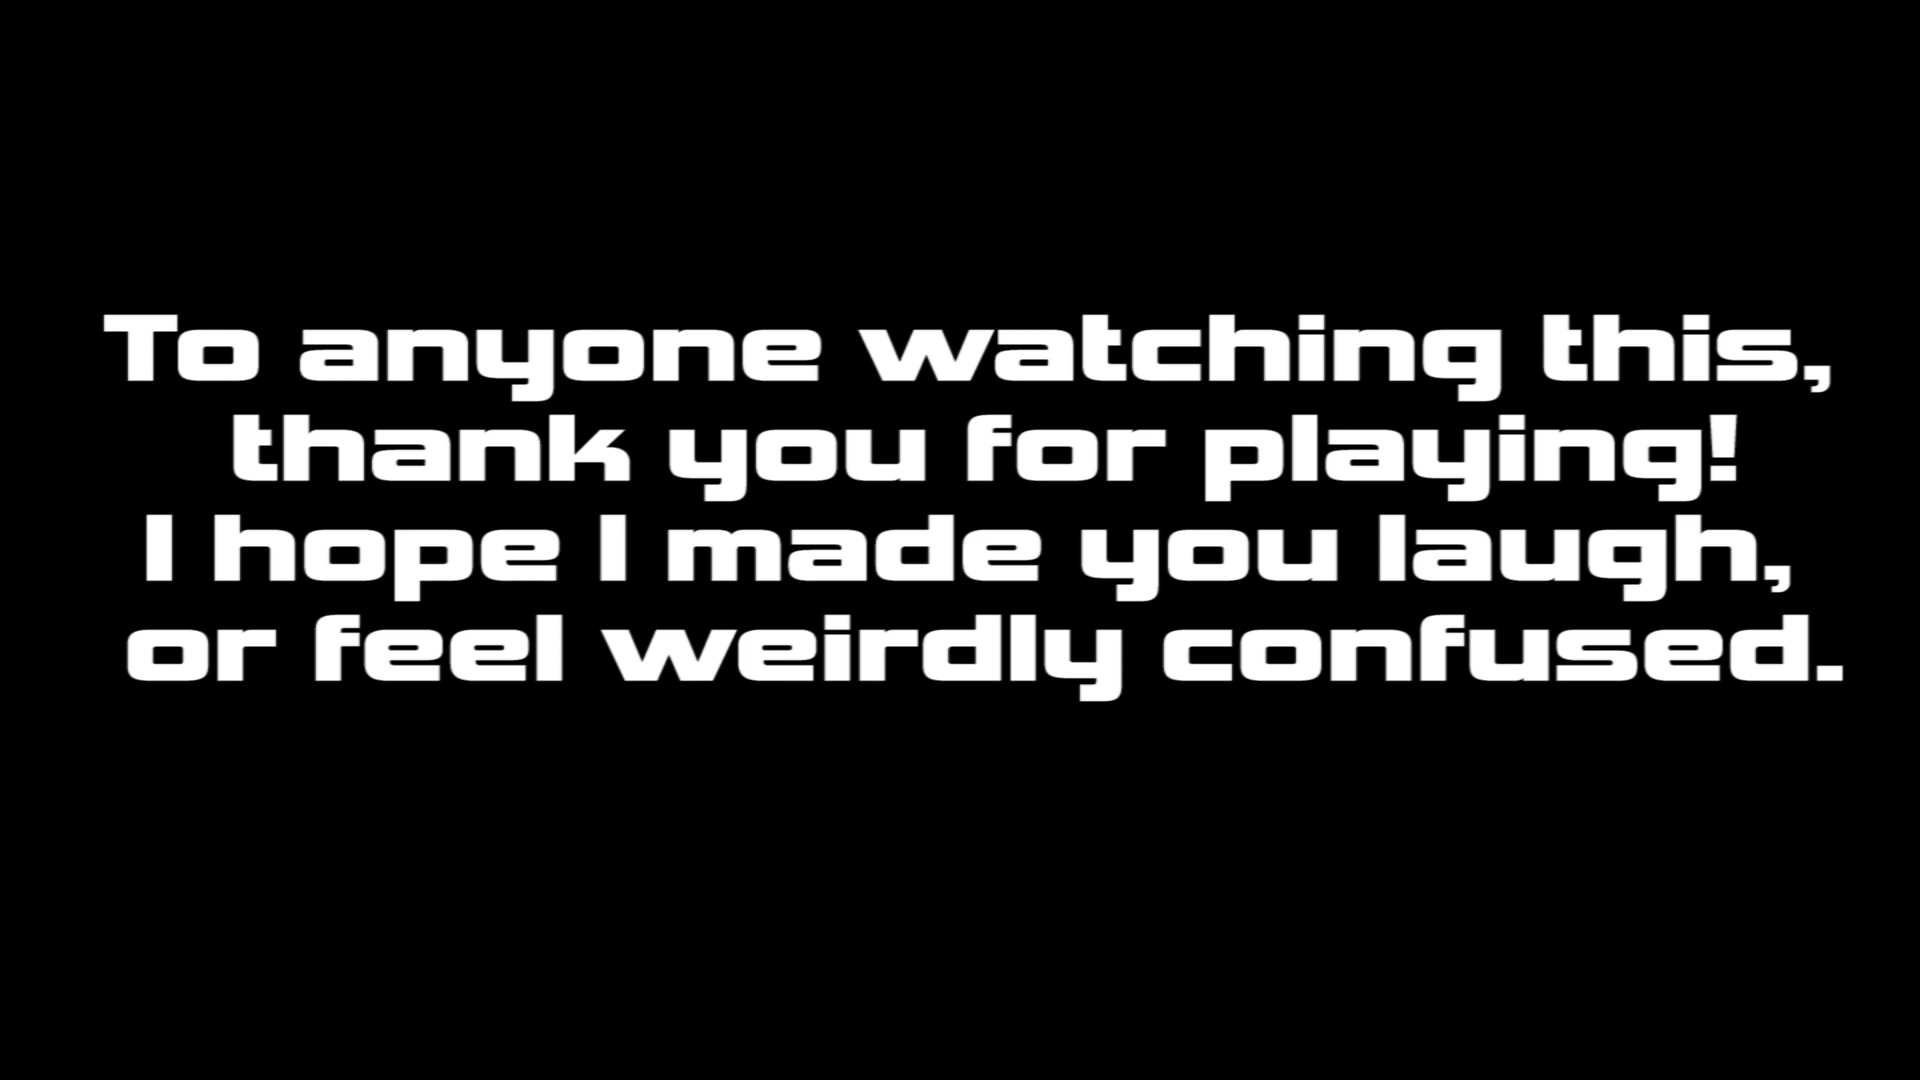 To anyone watching this,
thank you for playing!
I hope I made you laugh,
or feel weirdly confused.